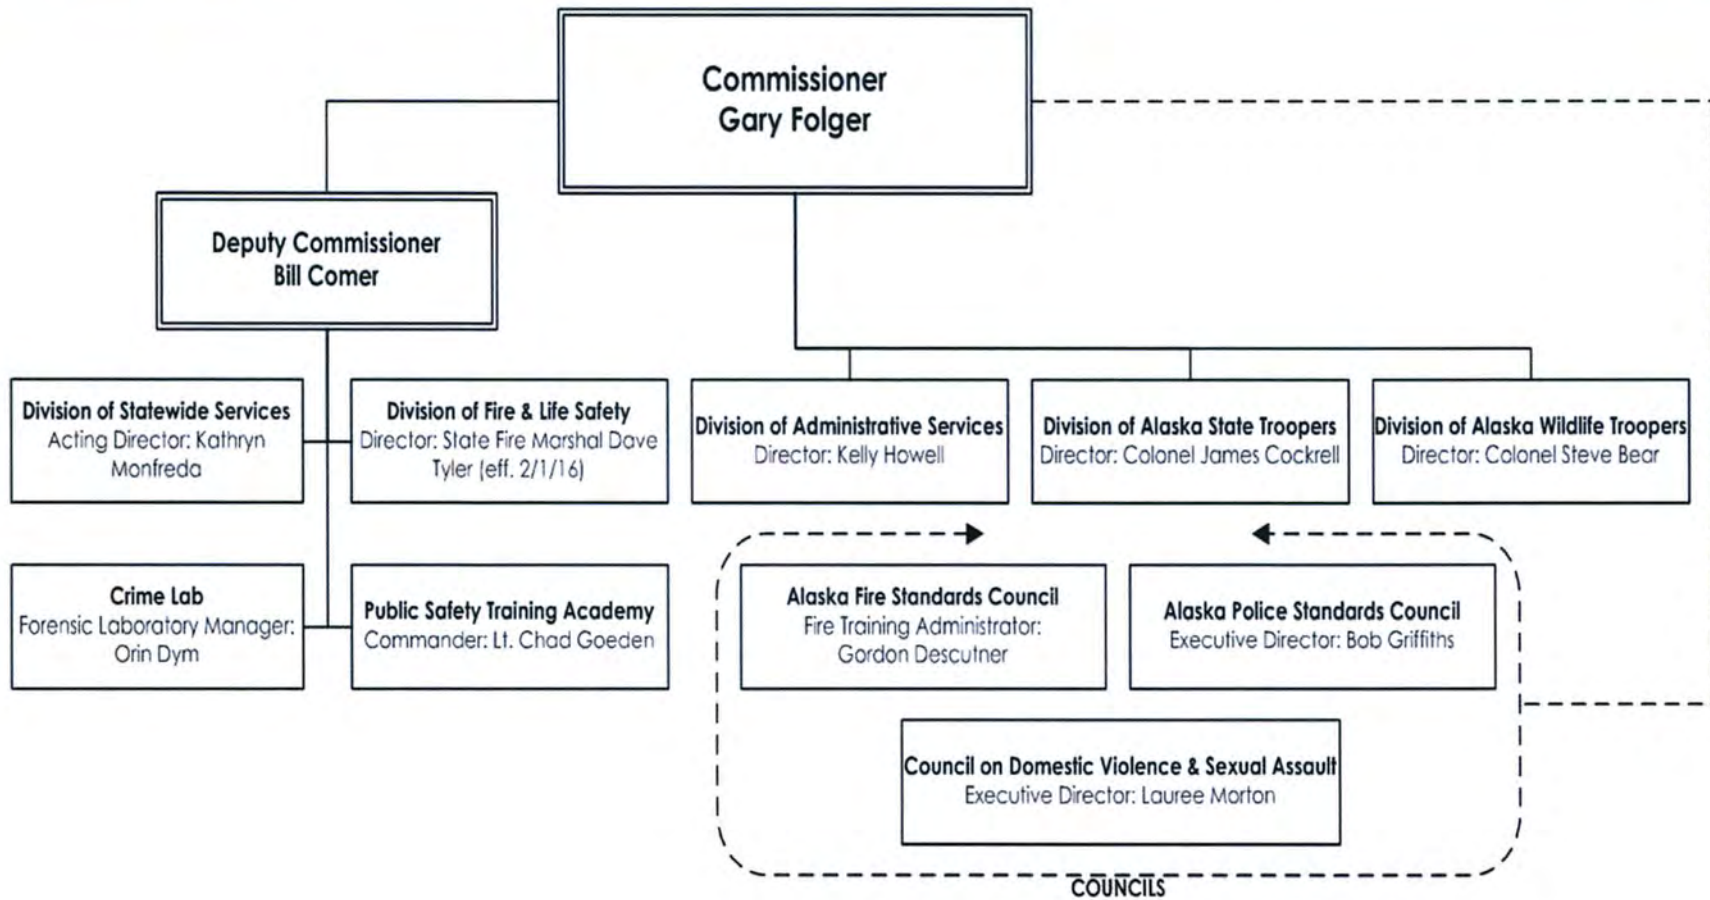 Commissioner
Gary Folger
Deputy Commissioner
Bill Comer
Division of Statewide Services
Acting Director: Kathryn
Monfreda
Division of Fire & Life Safety
Director: State Fire Marshal Dave
Tyler (eff. 2/1/16)
Division of Administrative Services
Director: Kelly Howell
Division of Alaska State Troopers
Director: Colonel James Cockrell
Division of Alaska Wildlife Troopers
Director: Colonel Steve Bear
Crime Lab
Forensic Laboratory Manager:
Orin Dym
Public Safety Training Academy
Commander: Lt. Chad Goeden
Alaska Fire Standards Council
Fire Training Administrator:
Gordon Descutner
Alaska Police Standards Council
Executive Director: Bob Griffiths
Council on Domestic Violence & Sexual Assault
Executive Director: Lauree Morton
COUNCILS